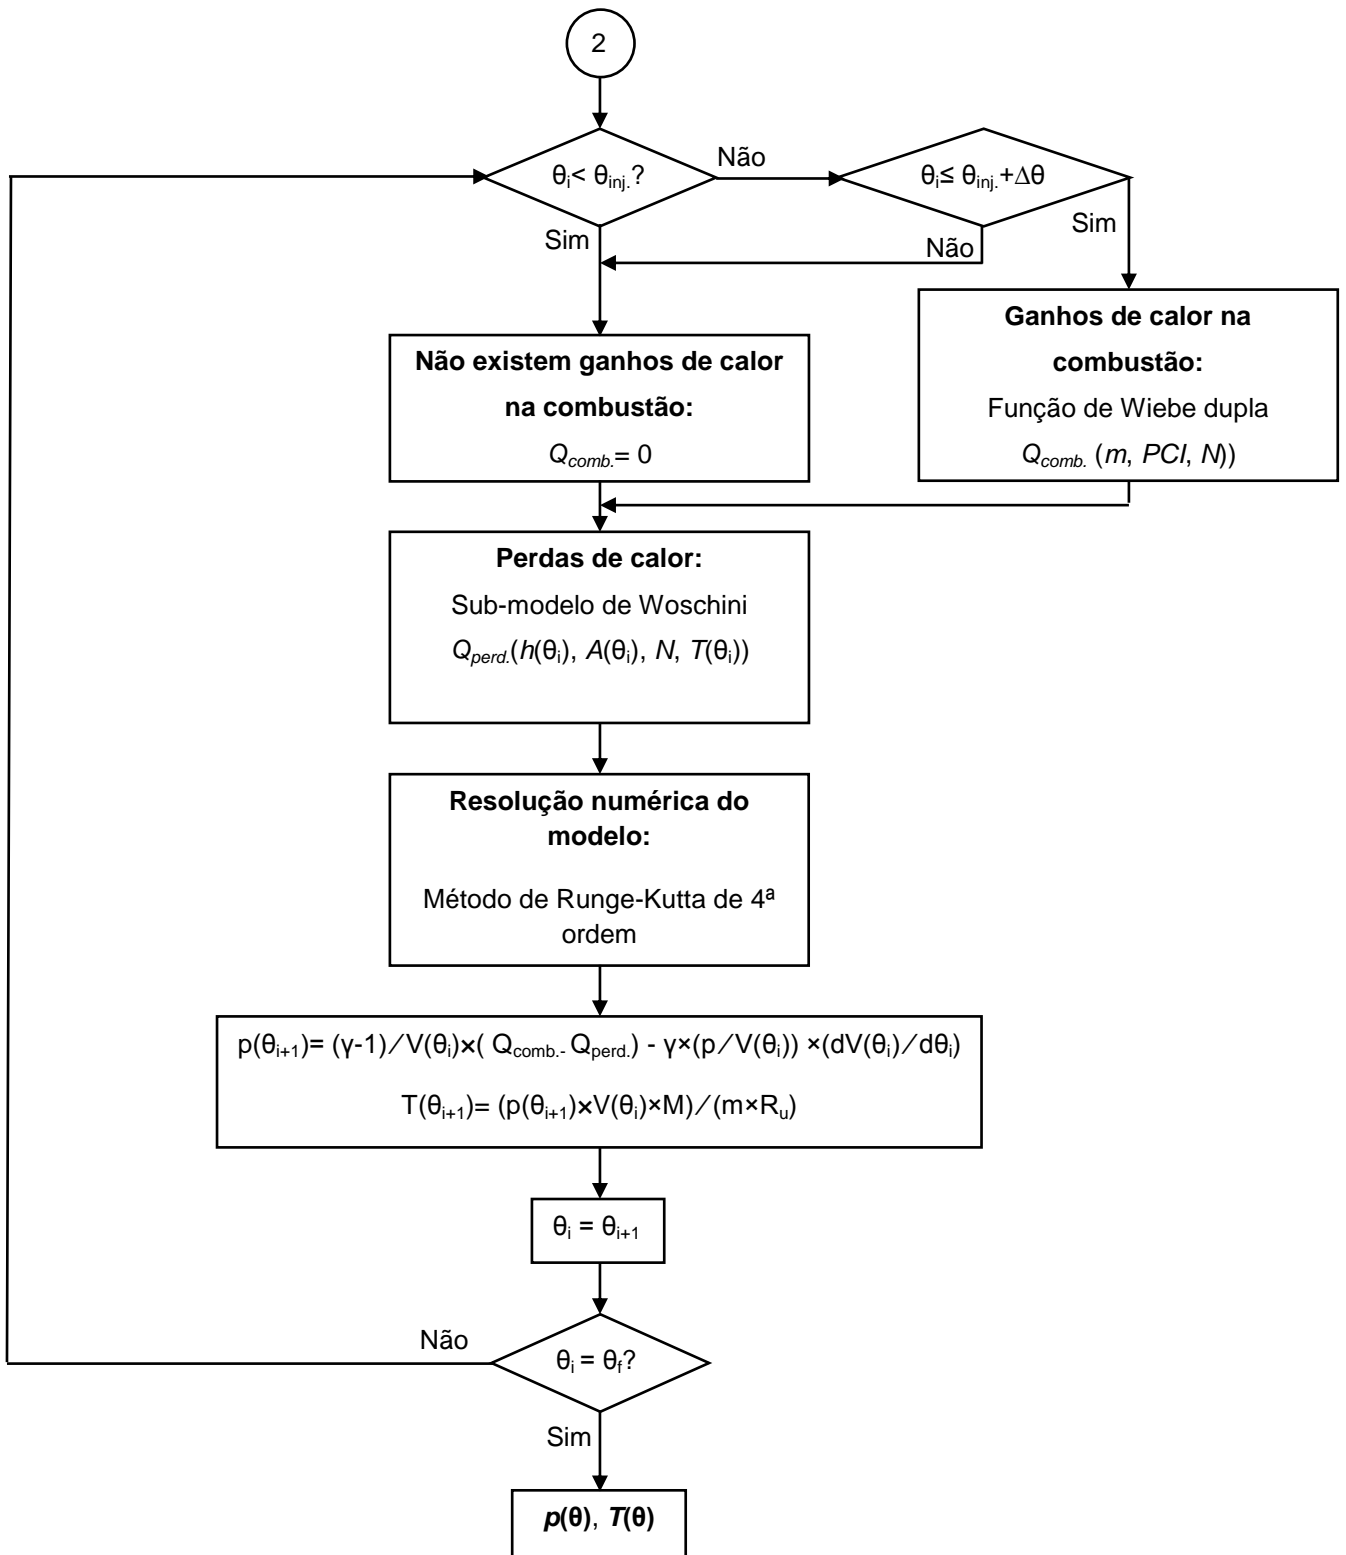 2
θi< θinj.?
Não
θi≤ θinj.+Δθ
Sim
Não
Sim
Ganhos de calor na
combustão:
Função de Wiebe dupla
Qcomb. (m, PCI, N))
Não existem ganhos de calor
na combustão:
Qcomb.= 0
Perdas de calor:
Sub-modelo de Woschini
Qperd.(h(θi), A(θi), N, T(θi))
Resolução numérica do
modelo:
Método de Runge-Kutta de 4ª
ordem
p(θi+1)= (γ-1)/V(θi)×( Qcomb.- Qperd.) - γ×(p/V(θi)) ×(dV(θi)/dθi)
T(θi+1)= (p(θi+1)×V(θi)×M)/(m×Ru)
θi = θi+1
Não
θi = θf?
Sim
p(θ), T(θ)